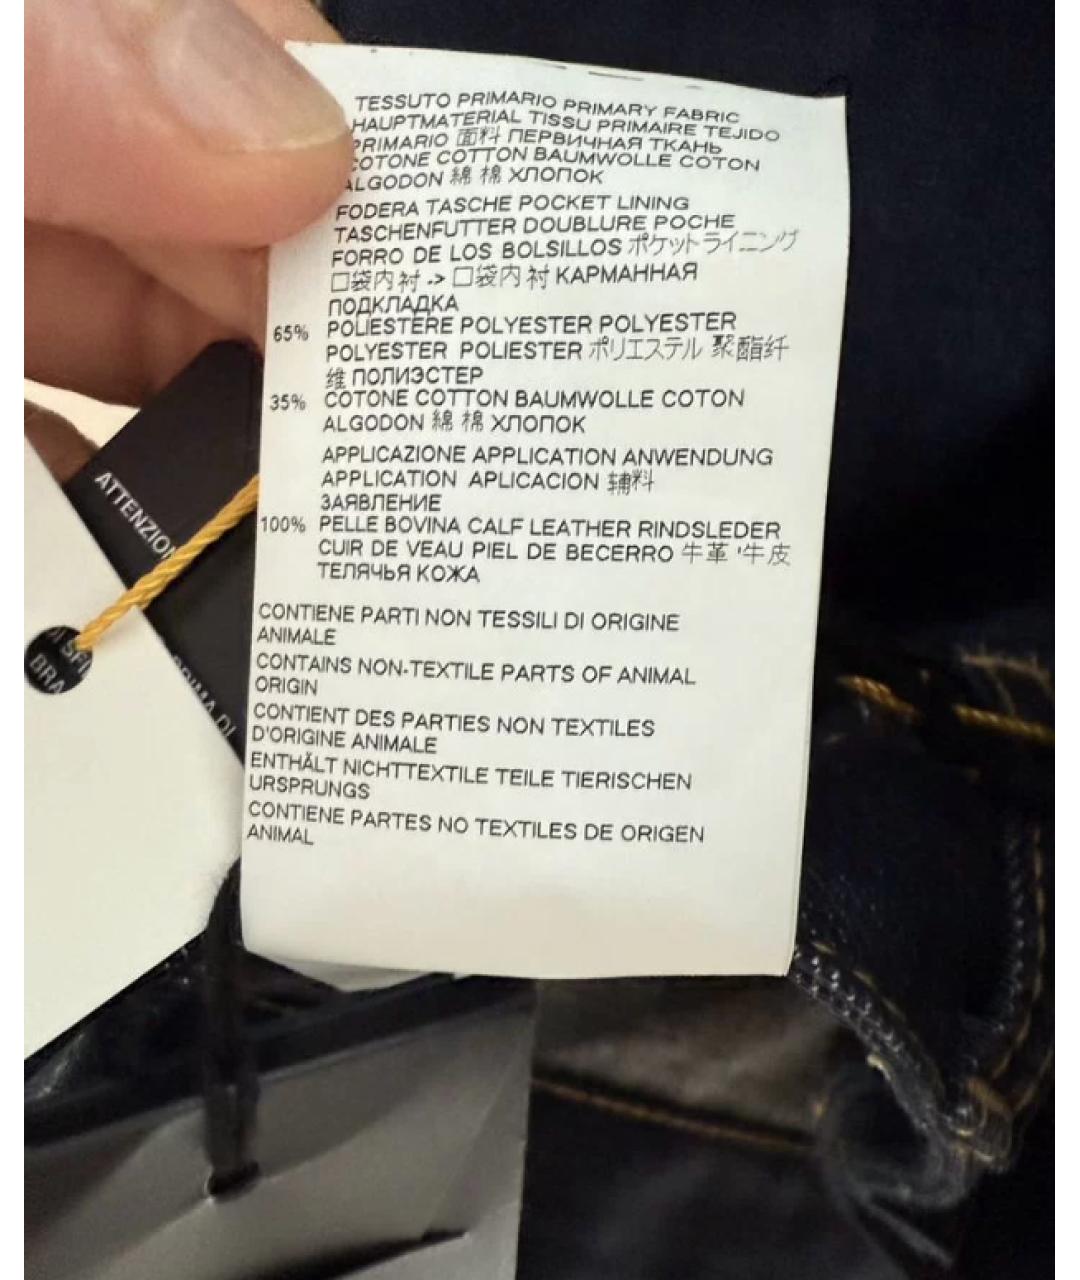 TESSUTO PRIMARIO PRIMARY FABRIC
HAUPTMATERIAL TISSU PRIMAIRE TEJIDO
PRIMARIO 面料 ПЕРВИЧНАЯ ТКАНЬ
COTONE COTTON BAUMWOLLE COTON
ALGODON 綿 棉 ХЛОПОК
FODERA TASCHE POCKET LINING
TASCHENFUTTER DOUBLURE POCHE
FORRO DE LOS BOLSILLOS ポケットライニング
口袋内衬 -> 口袋内衬 КАРМАННАЯ
ПОДКЛАДКА
65% POLIESTERE POLYESTER POLYESTER
POLYESTER POLIESTER ポリエステル 聚酯纤
维 ПОЛИЭСТЕР
35% COTONE COTTON BAUMWOLLE COTON
ALGODON 綿 棉 ХЛОПОК
APPLICAZIONE APPLICATION ANWENDUNG
APPLICATION APLICACION 辅料
ЗАЯВЛЕНИЕ
100% PELLE BOVINA CALF LEATHER RINDSLEDER
CUIR DE VEAU PIEL DE BECERRO 牛革 '牛皮
ТЕЛЯЧЬЯ КОЖА
CONTIENE PARTI NON TESSILI DI ORIGINE
ANIMALE
CONTAINS NON-TEXTILE PARTS OF ANIMAL
ORIGIN
CONTIENT DES PARTIES NON TEXTILES
D'ORIGINE ANIMALE
ENTHÄLT NICHTTEXTILE TEILE TIERISCHEN
URSPRUNGS
CONTIENE PARTES NO TEXTILES DE ORIGEN
ANIMAL
ATTENZION